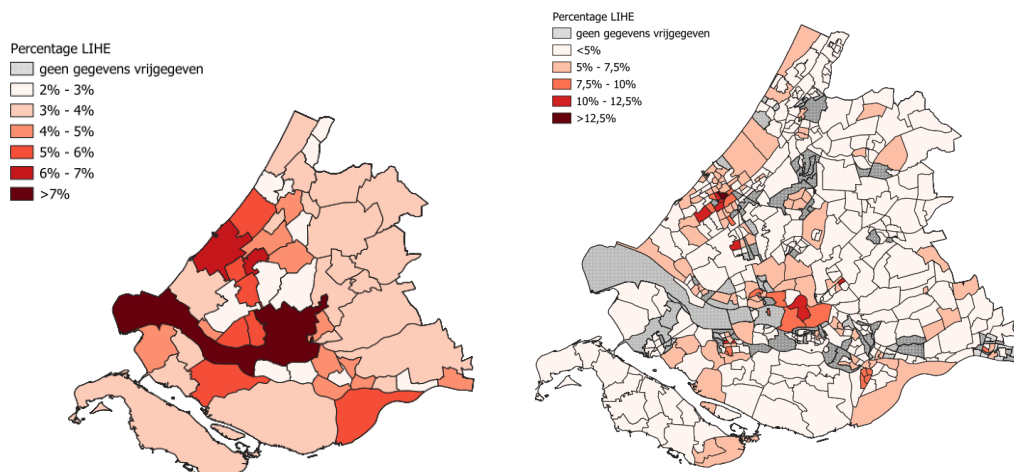 Percentage LIHE
geen gegevens vrijgegeven
2% - 3%
3% - 4%
4% - 5%
5% - 6%
6% - 7%
>7%
Percentage LIHE
geen gegevens vrijgegeven
<5%
5% - 7,5%
7,5% - 10%
10% - 12,5%
>12,5%